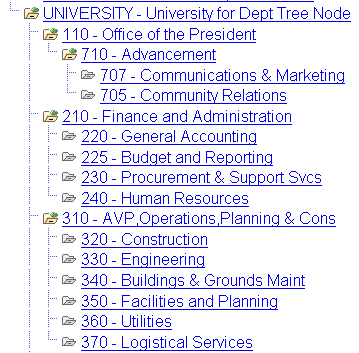 UNIVERSITY - University for Dept Tree Node
110 - Office of the President
710 - Advancement
707 - Communications & Marketing
705 - Community Relations
210 - Finance and Administration
220 - General Accounting
225 - Budget and Reporting
230 - Procurement & Support Svcs
240 - Human Resources
310 - AVP,Operations,Planning & Cons
320 - Construction
330 - Engineering
340 - Buildings & Grounds Maint
350 - Facilities and Planning
360 - Utilities
370 - Logistical Services